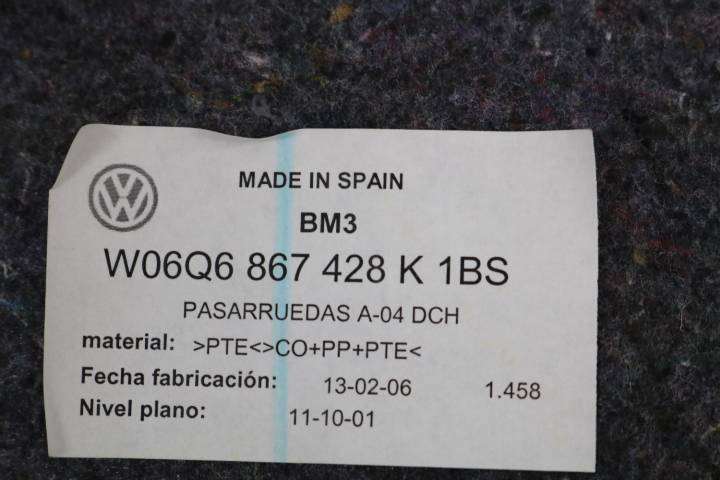 MADE IN SPAIN
BM3
W06Q6 867 428 K 1BS
PASARRUEDAS A-04 DCH
material: >PTE<>CO+PP+PTE<
Fecha fabricación: 13-02-06 1.458
Nivel plano: 11-10-01